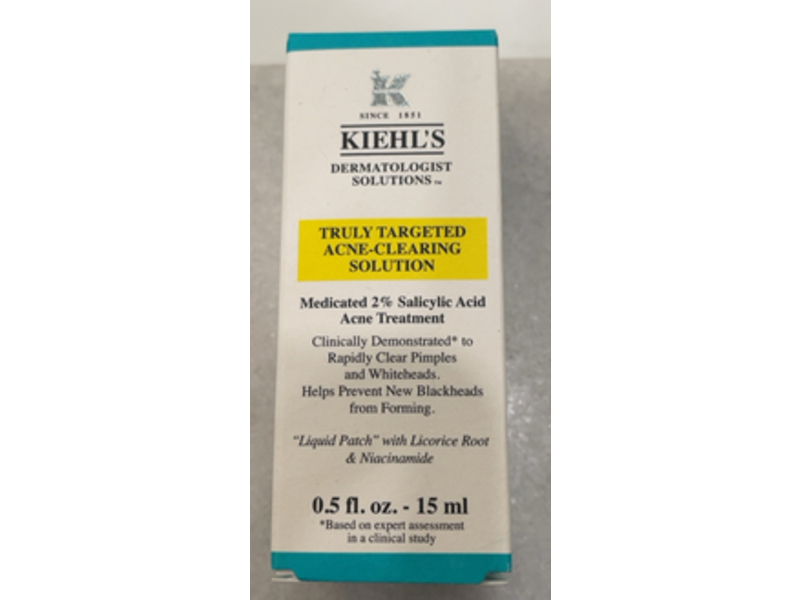 K
SINCE 1851
KIEHL'S
DERMATOLOGIST
SOLUTIONS™
TRULY TARGETED
ACNE-CLEARING
SOLUTION
Medicated 2% Salicylic Acid
Acne Treatment
Clinically Demonstrated* to
Rapidly Clear Pimples
and Whiteheads.
Helps Prevent New Blackheads
from Forming.
"Liquid Patch" with Licorice Root
& Niacinamide
0.5 fl. oz. - 15 ml
*Based on expert assessment
in a clinical study